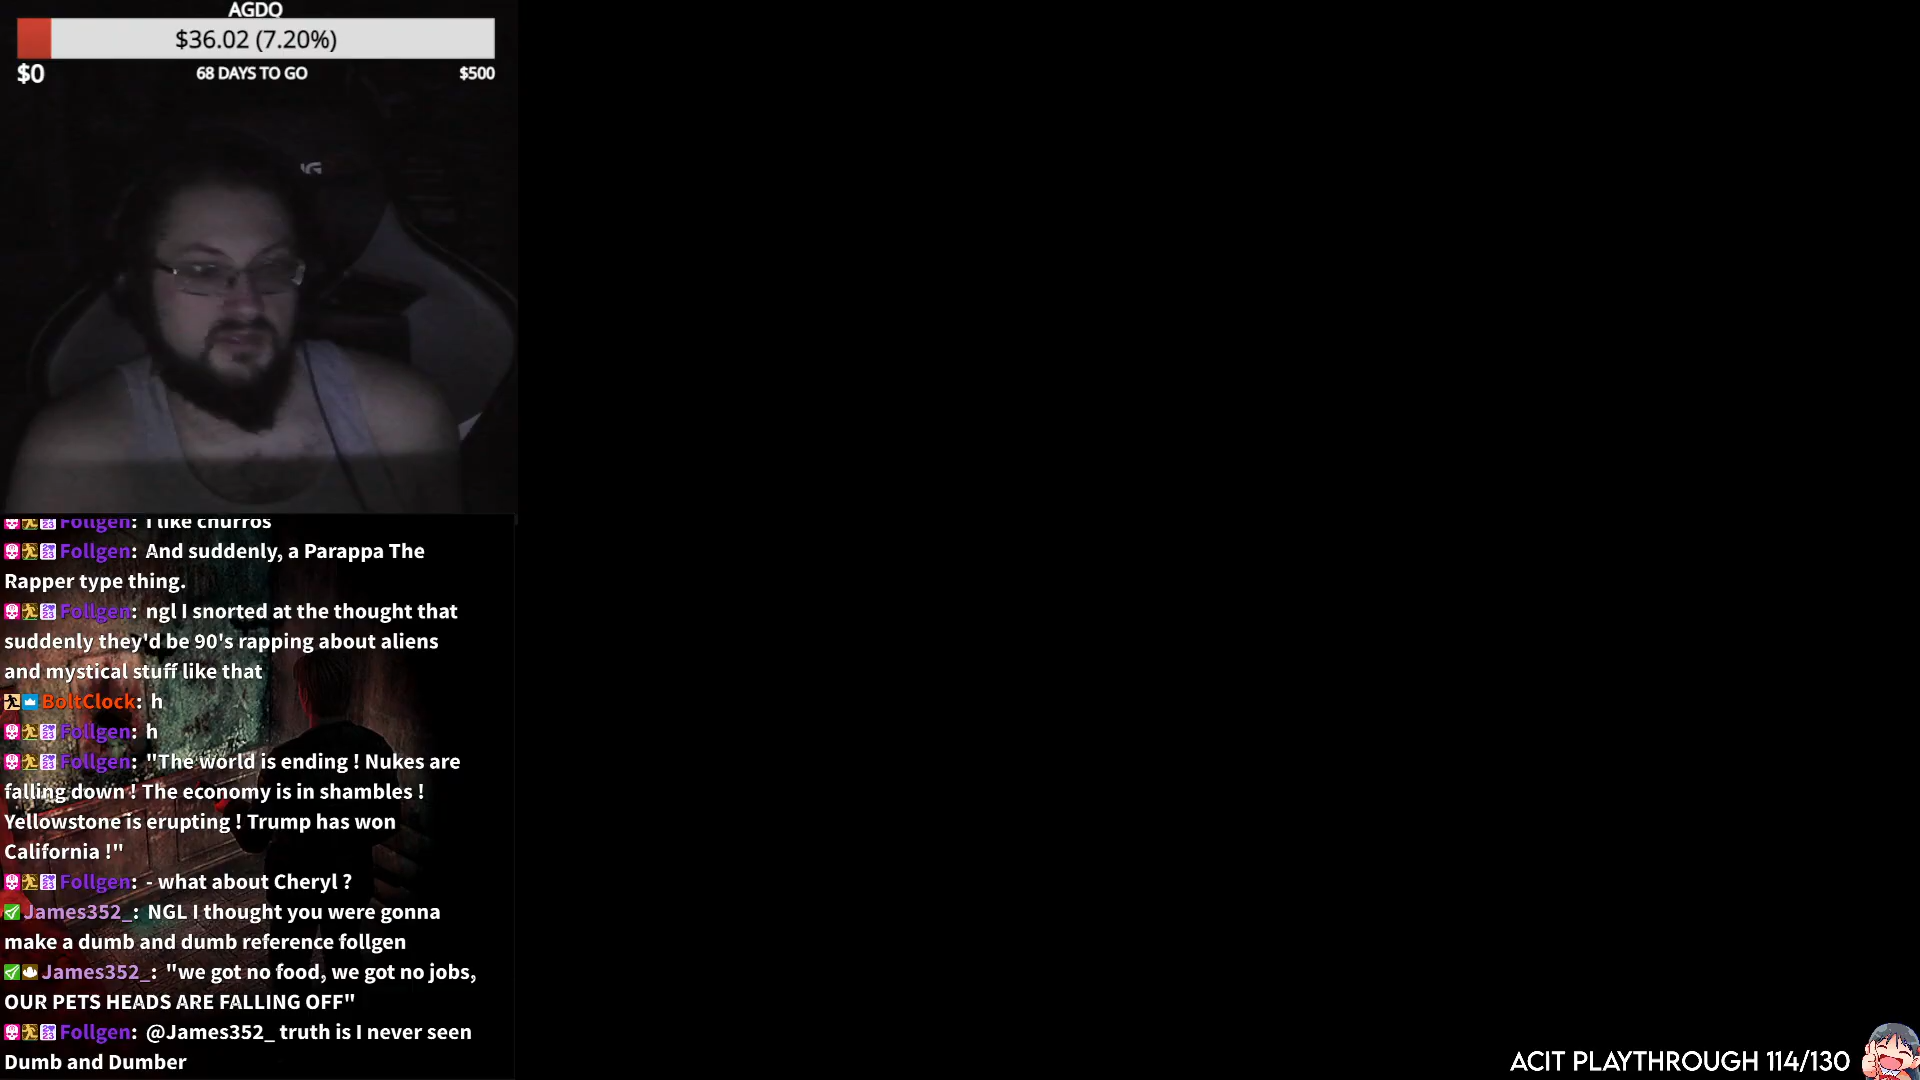 AGDQ
$36.02 (7.20%)
$0
68 DAYS TO GO
$500
Follgen: I like churros
Follgen: And suddenly, a Parappa The
Rapper type thing.
Follgen: ngl I snorted at the thought that
suddenly they'd be 90's rapping about aliens
and mystical stuff like that
BoltClock: h
Follgen: h
Follgen: "The world is ending ! Nukes are
falling down ! The economy is in shambles !
Yellowstone is erupting ! Trump has won
California !"
Follgen: - what about Cheryl ?
James352_: NGL I thought you were gonna
make a dumb and dumb reference follgen
James352_: "we got no food, we got no jobs,
OUR PETS HEADS ARE FALLING OFF"
Follgen: @James352_ truth is I never seen
Dumb and Dumber
ACIT PLAYTHROUGH 114/130